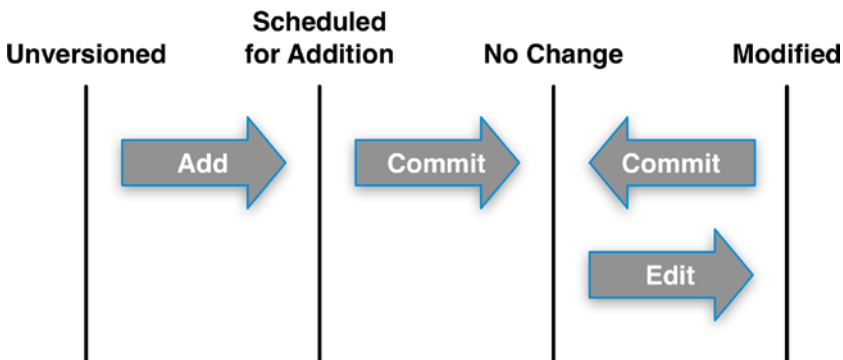 Unversioned
Scheduled
for Addition
No Change
Modified
Add
Commit
Commit
Edit